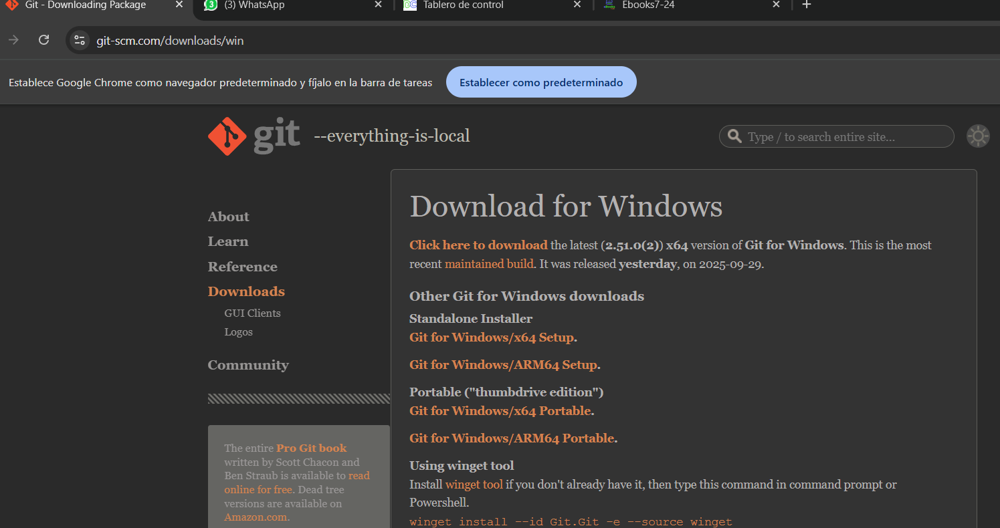 Git - Downloading Package
(3) WhatsApp
Tablero de control
Ebooks7-24
git-scm.com/downloads/win
Establece Google Chrome como navegador predeterminado y fíjalo en la barra de tareas
Establecer como predeterminado
git --everything-is-local
Type / to search entire site...
About
Learn
Reference
Downloads
GUI Clients
Logos
Community
The entire Pro Git book
written by Scott Chacon and
Ben Straub is available to read
online for free. Dead tree
versions are available on
Amazon.com.
Download for Windows
Click here to download the latest (2.51.0(2)) x64 version of Git for Windows. This is the most
recent maintained build. It was released yesterday, on 2025-09-29.
Other Git for Windows downloads
Standalone Installer
Git for Windows/x64 Setup.
Git for Windows/ARM64 Setup.
Portable ("thumbdrive edition")
Git for Windows/x64 Portable.
Git for Windows/ARM64 Portable.
Using winget tool
Install winget tool if you don't already have it, then type this command in command prompt or
Powershell.
winget install --id Git.Git -e --source winget